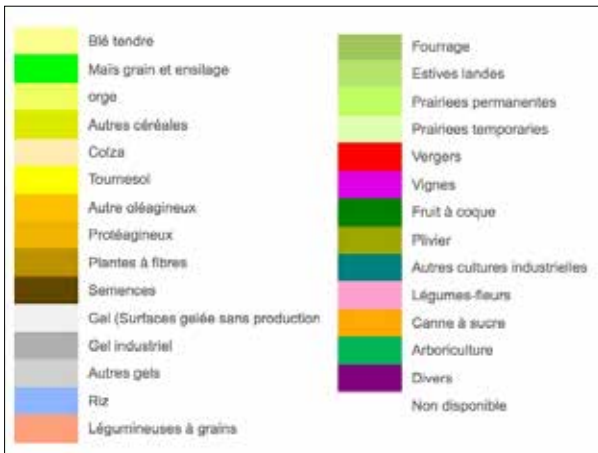 Blé tendre
Maïs grain et ensilage
orge
Autres céréales
Colza
Tournesol
Autre oléagineux
Protéagineux
Plantes à fibres
Semences
Gel (Surfaces gelée sans production
Gel industriel
Autres gels
Riz
Légumineuses à grains
Fourrage
Estives landes
Prairiees permanentes
Prairiees temporaries
Vergers
Vignes
Fruit à coque
Plivier
Autres cultures industrielles
Légumes-fleurs
Canne à sucre
Arboriculture
Divers
Non disponible